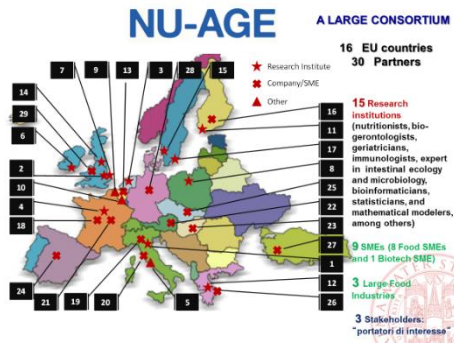 NU-AGE
A LARGE CONSORTIUM
16 EU countries
30 Partners
7
9
13
3
28
15
Research Institute
Company/SME
Other
14
29
6
2
10
4
18
24
21
19
20
5
16
11
17
8
25
22
23
27
1
12
26
15 Research
institutions
(nutritionists, bio-
gerontologists,
geriatricians,
immunologists, expert
in intestinal ecology
and microbiology,
bioinformaticians,
statisticians, and
mathematical modelers,
among others)
9 SMEs (8 Food SMEs
and 1 Biotech SME)
3 Large Food
Industries
3 Stakeholders:
"portatori di interesse"